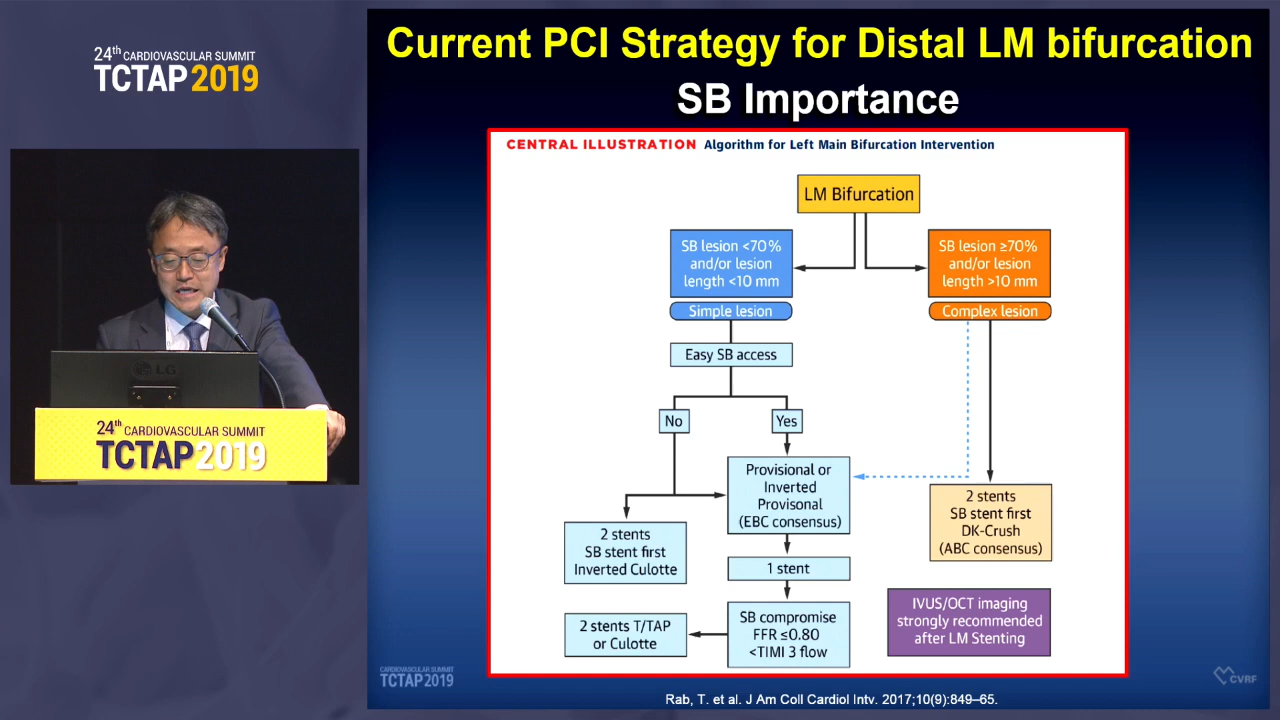 24th CARDIOVASCULAR SUMMIT
TCTAP 2019
Current PCI Strategy for Distal LM bifurcation
SB Importance
CENTRAL ILLUSTRATION Algorithm for Left Main Bifurcation Intervention
LM Bifurcation
SB lesion <70%
and/or lesion
length <10 mm
Simple lesion
SB lesion ≥70%
and/or lesion
length >10 mm
Complex lesion
Easy SB access
No
Yes
Provisional or
Inverted
Provisional
(EBC consensus)
2 stents
SB stent first
Inverted Culotte
2 stents
SB stent first
DK-Crush
(ABC consensus)
1 stent
SB compromise
FFR ≤0.80
<TIMI 3 flow
2 stents T/TAP
or Culotte
IVUS/OCT imaging
strongly recommended
after LM Stenting
LG
24th CARDIOVASCULAR SUMMIT
TCTAP 2019
CARDIOVASCULAR SUMMIT
TCTAP 2019
CVRF
Rab, T. et al. J Am Coll Cardiol Intv. 2017;10(9):849–65.